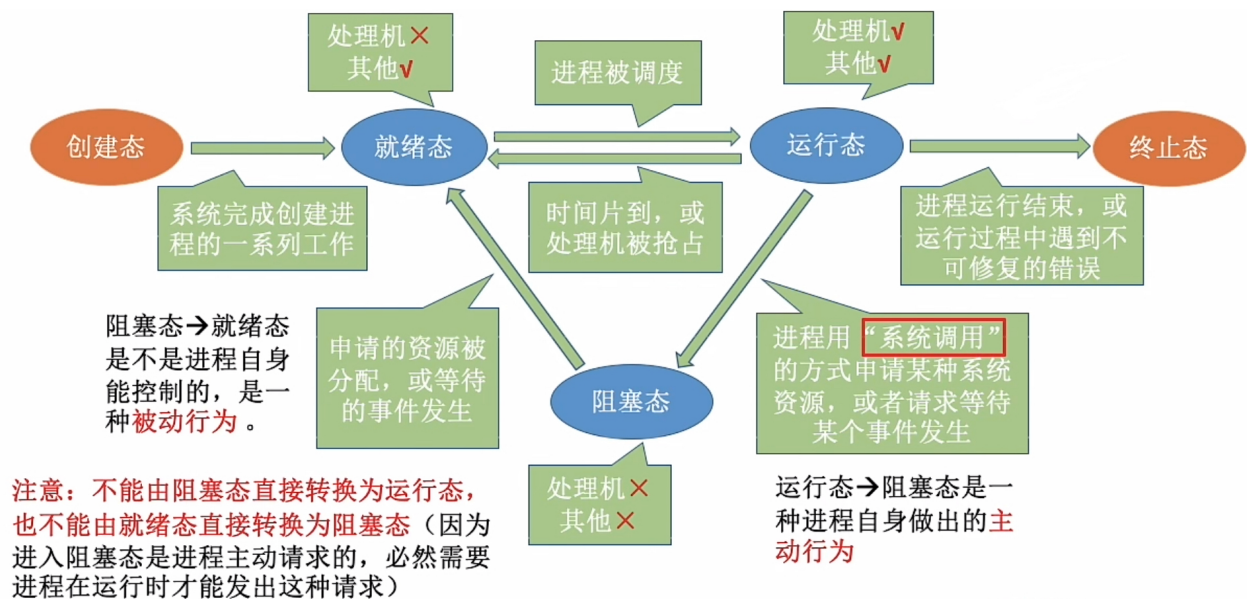 处理机×
其他√
进程被调度
处理机√
其他√
创建态
就绪态
运行态
终止态
系统完成创建进
程的一系列工作
时间片到，或
处理机被抢占
进程运行结束，或
运行过程中遇到不
可修复的错误
阻塞态→就绪态
是不是进程自身
能控制的，是一
种被动行为。
申请的资源被
分配，或等待
的事件发生
阻塞态
进程用“系统调用”
的方式申请某种系统
资源，或者请求等待
某个事件发生
处理机×
其他×
运行态→阻塞态是一
种进程自身做出的主
动行为
注意：不能由阻塞态直接转换为运行态，
也不能由就绪态直接转换为阻塞态（因为
进入阻塞态是进程主动请求的，必然需要
进程在运行时才能发出这种请求）